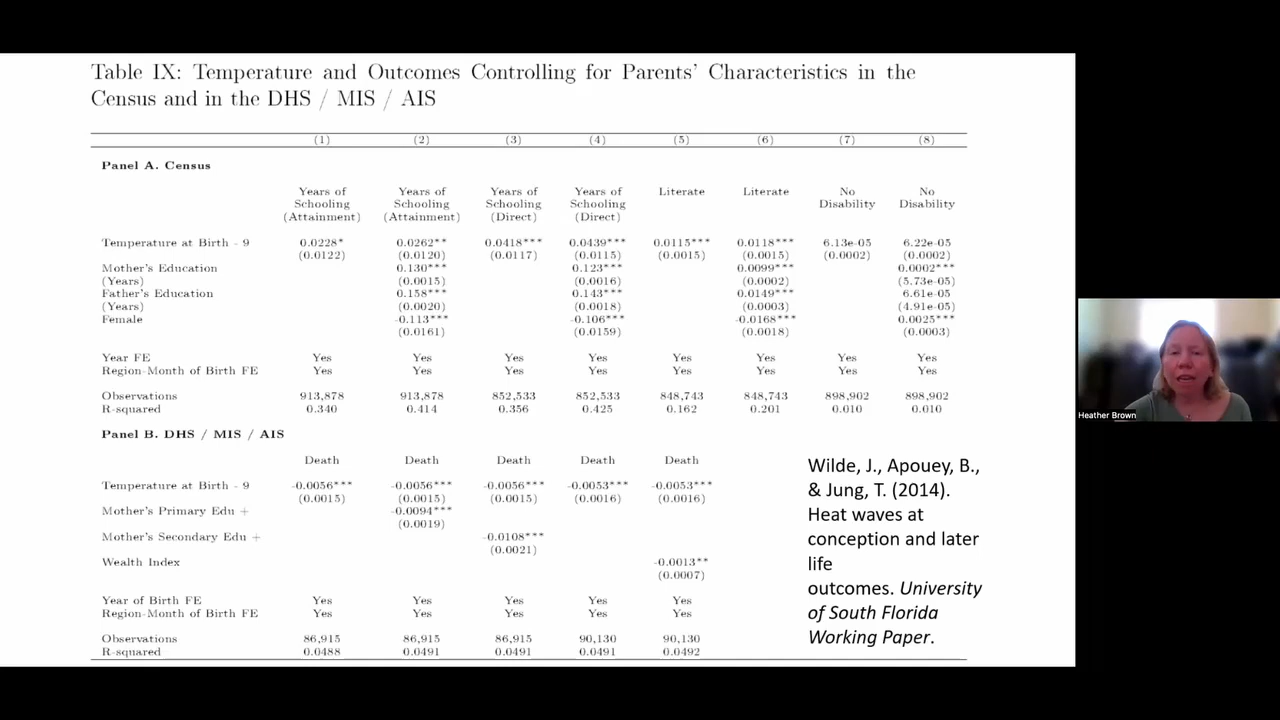 Table IX: Temperature and Outcomes Controlling for Parents' Characteristics in the
Census and in the DHS / MIS / AIS
(1) (2) (3) (4) (5) (6) (7) (8)
Panel A. Census
Years of Years of Years of Years of Literate Literate No No
Schooling Schooling Schooling Schooling Disability Disability
(Attainment) (Attainment) (Direct) (Direct)
Temperature at Birth - 9 0.0228* 0.0262** 0.0418*** 0.0439*** 0.0115*** 0.0118*** 6.13e-05 6.22e-05
(0.0122) (0.0120) (0.0117) (0.0115) (0.0015) (0.0015) (0.0002) (0.0002)
Mother's Education 0.130*** 0.123*** 0.0099*** 0.0002***
(Years) (0.0015) (0.0016) (0.0002) (5.73e-05)
Father's Education 0.158*** 0.143*** 0.0149*** 6.61e-05
(Years) (0.0020) (0.0018) (0.0003) (4.91e-05)
Female -0.113*** -0.106*** -0.0168*** 0.0025***
(0.0161) (0.0159) (0.0018) (0.0003)
Year FE Yes Yes Yes Yes Yes Yes Yes Yes
Region-Month of Birth FE Yes Yes Yes Yes Yes Yes Yes Yes
Observations 913,878 913,878 852,533 852,533 848,743 848,743 898,902 898,902
R-squared 0.340 0.414 0.356 0.425 0.162 0.201 0.010 0.010
Panel B. DHS / MIS / AIS
Death Death Death Death Death
Temperature at Birth - 9 -0.0056*** -0.0056*** -0.0056*** -0.0053*** -0.0053***
(0.0015) (0.0015) (0.0015) (0.0016) (0.0016)
Mother's Primary Edu + -0.0094***
(0.0019)
Mother's Secondary Edu + -0.0108***
(0.0021)
Wealth Index -0.0013**
(0.0007)
Year of Birth FE Yes Yes Yes Yes Yes
Region-Month of Birth FE Yes Yes Yes Yes Yes
Observations 86,915 86,915 86,915 90,130 90,130
R-squared 0.0488 0.0491 0.0491 0.0491 0.0492
Wilde, J., Apouey, B.,
& Jung, T. (2014).
Heat waves at
conception and later
life
outcomes. University
of South Florida
Working Paper.
Heather Brown